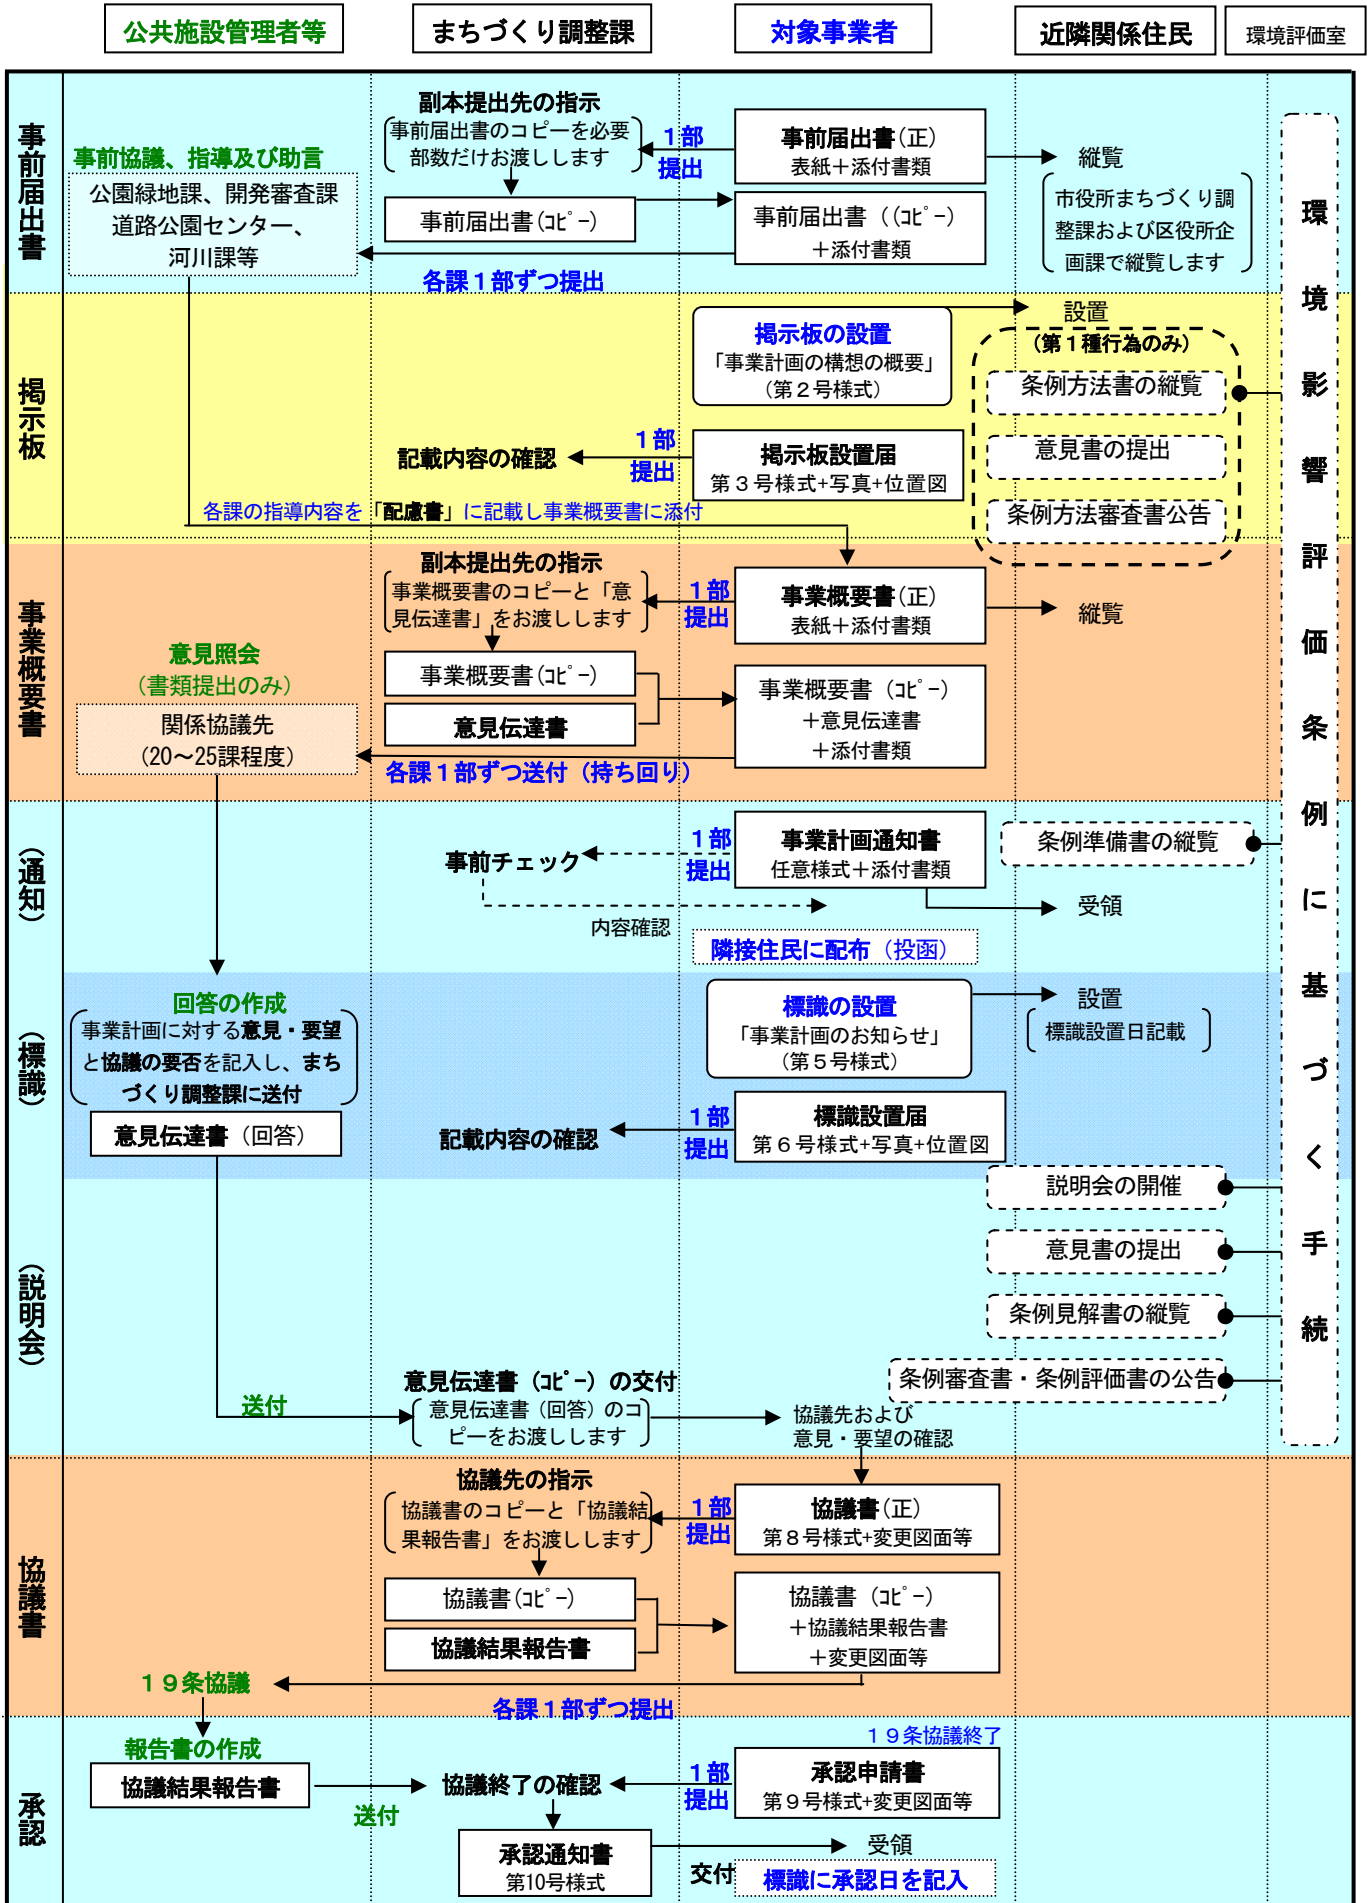 公共施設管理者等
まちづくり調整課
対象事業者
近隣関係住民
環境評価室
事前届出書
事前協議、指導及び助言
公園緑地課、開発審査課
道路公園センター、
河川課等
副本提出先の指示
事前届出書のコピーを必要
部数だけお渡しします
事前届出書(ｺﾋﾟｰ)
1部
提出
事前届出書(正)
表紙＋添付書類
事前届出書（(ｺﾋﾟｰ)
＋添付書類
各課１部ずつ提出
縦覧
市役所まちづくり調
整課および区役所企
画課で縦覧します
環境影響評価条例に基づく手続
掲示板
掲示板の設置
「事業計画の構想の概要」
（第２号様式）
設置
（第１種行為のみ）
条例方法書の縦覧
意見書の提出
条例方法審査書公告
記載内容の確認
1部
提出
掲示板設置届
第３号様式+写真+位置図
各課の指導内容を「配慮書」に記載し事業概要書に添付
事業概要書
副本提出先の指示
事業概要書のコピーと「意
見伝達書」をお渡しします
1部
提出
事業概要書(正)
表紙＋添付書類
縦覧
意見照会
（書類提出のみ）
関係協議先
（20～25課程度）
事業概要書(ｺﾋﾟｰ)
意見伝達書
事業概要書（ｺﾋﾟｰ）
＋意見伝達書
＋添付書類
各課１部ずつ送付（持ち回り）
（通知）
事前チェック
1部
提出
事業計画通知書
任意様式＋添付書類
条例準備書の縦覧
受領
内容確認
隣接住民に配布（投函）
（標識）
回答の作成
事業計画に対する意見・要望
と協議の要否を記入し、まち
づくり調整課に送付
意見伝達書（回答）
標識の設置
「事業計画のお知らせ」
（第５号様式）
設置
標識設置日記載
記載内容の確認
1部
提出
標識設置届
第６号様式+写真+位置図
（説明会）
説明会の開催
意見書の提出
条例見解書の縦覧
条例審査書・条例評価書の公告
送付
意見伝達書（ｺﾋﾟｰ）の交付
意見伝達書（回答）のコ
ピーをお渡しします
協議先および
意見・要望の確認
協議書
協議先の指示
協議書のコピーと「協議結
果報告書」をお渡しします
1部
提出
協議書(正)
第８号様式+変更図面等
協議書(ｺﾋﾟｰ)
協議結果報告書
協議書（ｺﾋﾟｰ）
＋協議結果報告書
＋変更図面等
１９条協議
各課１部ずつ提出
承認
報告書の作成
協議結果報告書
送付
協議終了の確認
1部
提出
１９条協議終了
承認申請書
第９号様式+変更図面等
承認通知書
第10号様式
交付
受領
標識に承認日を記入